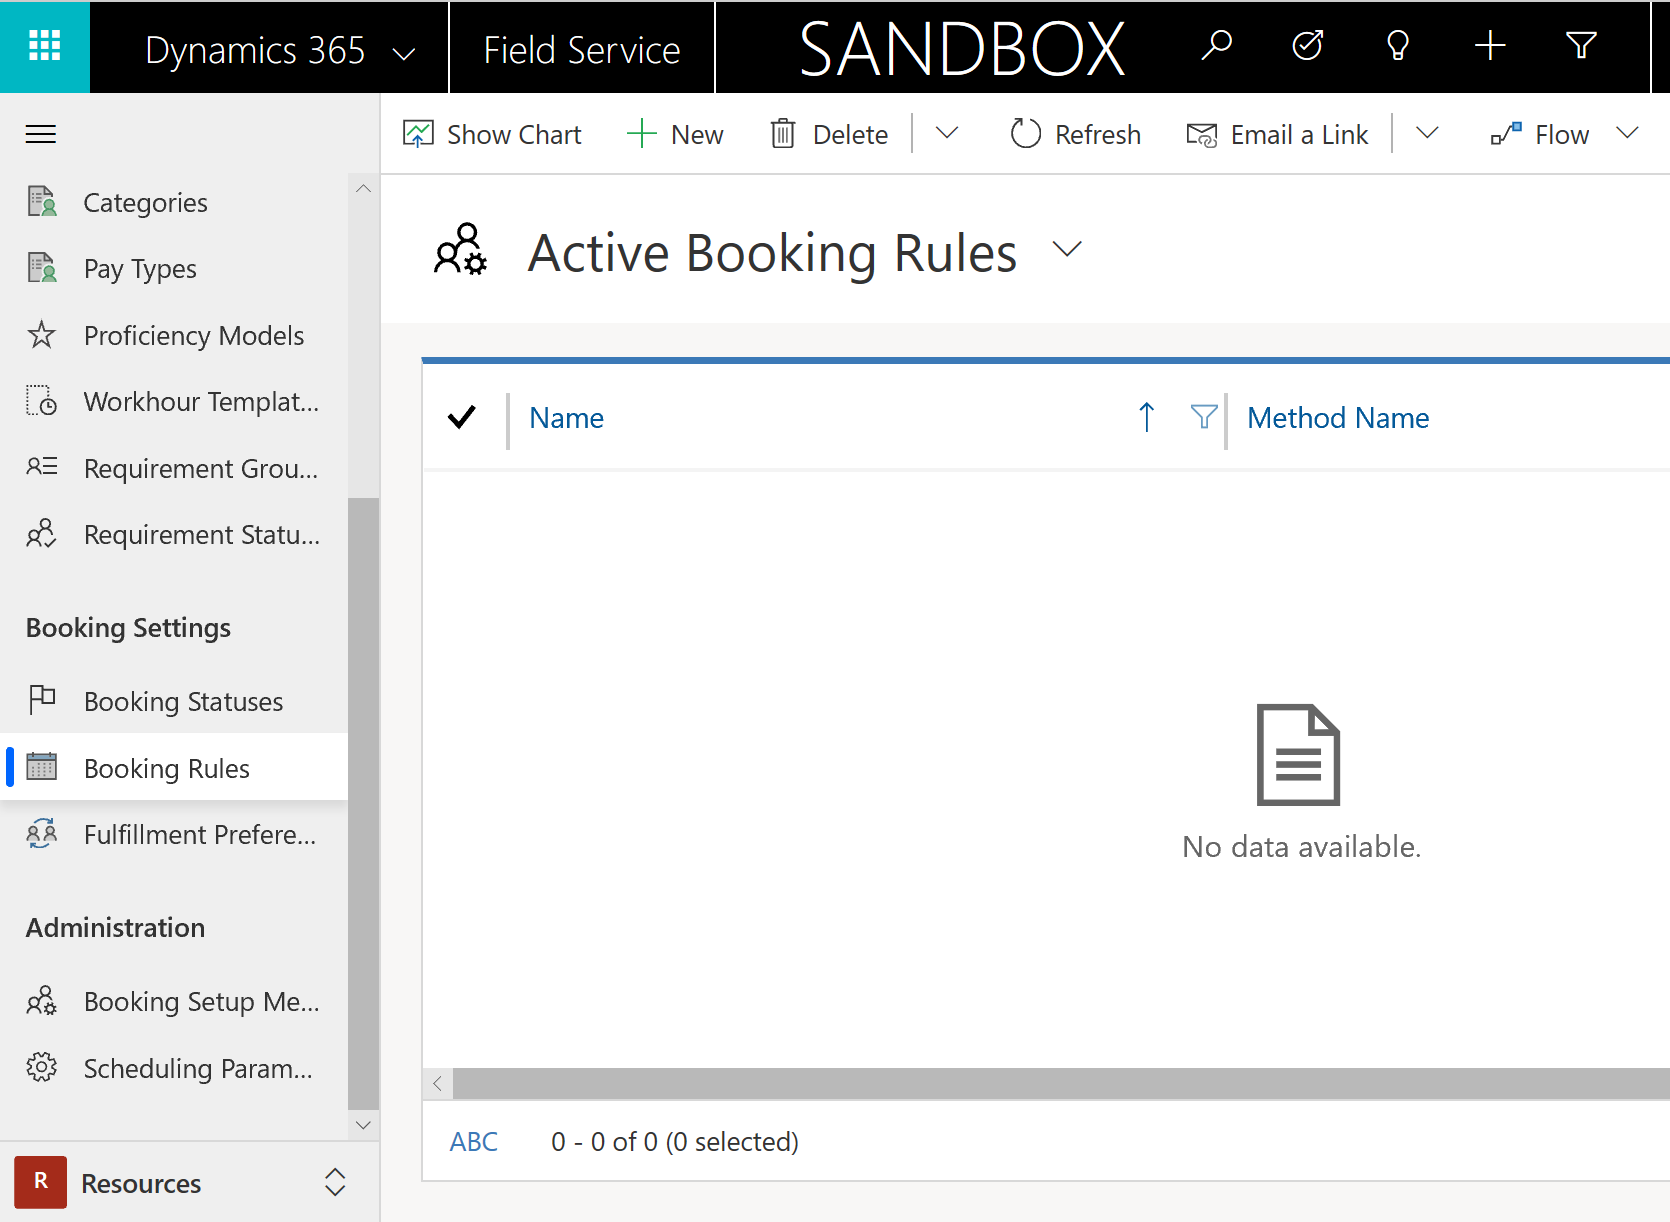 Dynamics 365
Field Service
SANDBOX
Show Chart
New
Delete
Refresh
Email a Link
Flow
Categories
Pay Types
Proficiency Models
Workhour Templat...
Requirement Grou...
Requirement Statu...
Booking Settings
Booking Statuses
Booking Rules
Fulfillment Prefere...
Administration
Booking Setup Me...
Scheduling Param...
R
Resources
Active Booking Rules
Name
Method Name
No data available.
ABC
0 - 0 of 0 (0 selected)